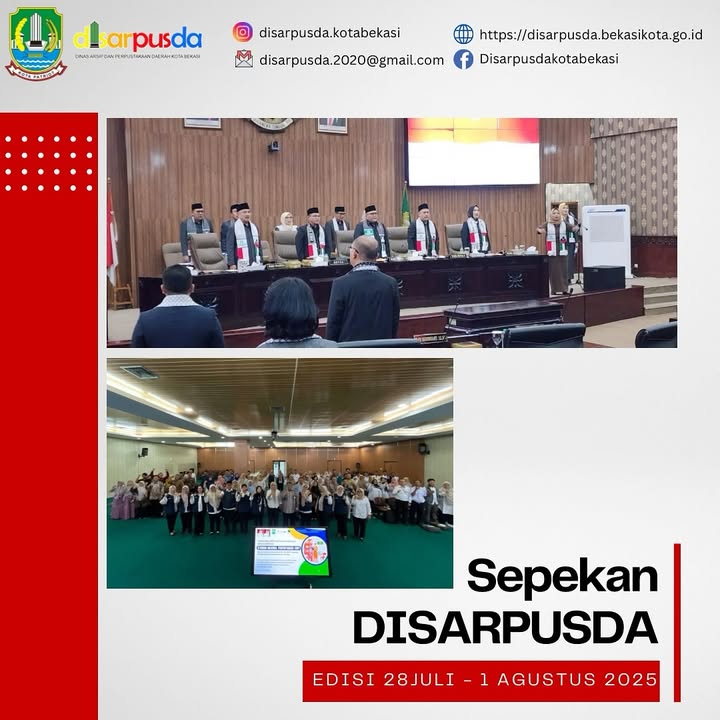 KOTA PATRIOT
disarpusda
DINAS ARSIP DAN PERPUSTAKAAN DAERAH KOTA BEKASI
disarpusda.kotabekasi
disarpusda.2020@gmail.com
https://disarpusda.bekasikota.go.id
Disarpusdakotabekasi
Sepekan
DISARPUSDA
EDISI 28JULI - 1 AGUSTUS 2025